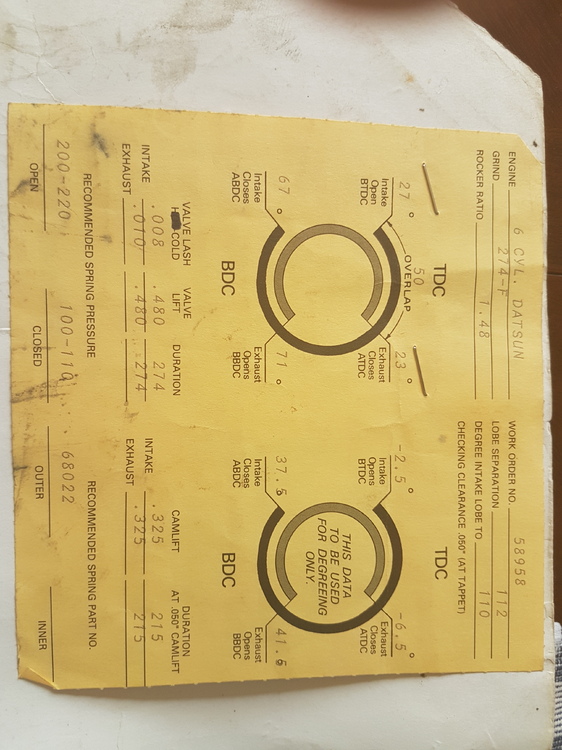 ENGINE 6 CYL. DATSUN
GRIND 274-F
ROCKER RATIO 1.48
WORK ORDER NO. 58958
LOBE SEPARATION 112
DEGREE INTAKE LOBE TO 110
CHECKING CLEARANCE .050" (AT TAPPET)
TDC
27°
Intake
Open
BTDC
50
OVERLAP
23°
Exhaust
Closes
ATDC
67°
Intake
Closes
ABDC
71°
Exhaust
Opens
BBDC
BDC
TDC
-2.5°
Intake
Opens
BTDC
-6.5°
Exhaust
Closes
ATDC
THIS DATA
TO BE USED
FOR DEGREEING
ONLY.
37.5°
Intake
Closes
ABDC
41.5°
Exhaust
Opens
BBDC
BDC
VALVE LASH VALVE DURATION
COLD LIFT
INTAKE .008 .480 274
EXHAUST .010 .480 274
CAMLIFT DURATION
AT .050" CAMLIFT
INTAKE .325 215
EXHAUST .325 215
RECOMMENDED SPRING PRESSURE
200-220 100-110
OPEN CLOSED
RECOMMENDED SPRING PART NO.
68022
OUTER INNER